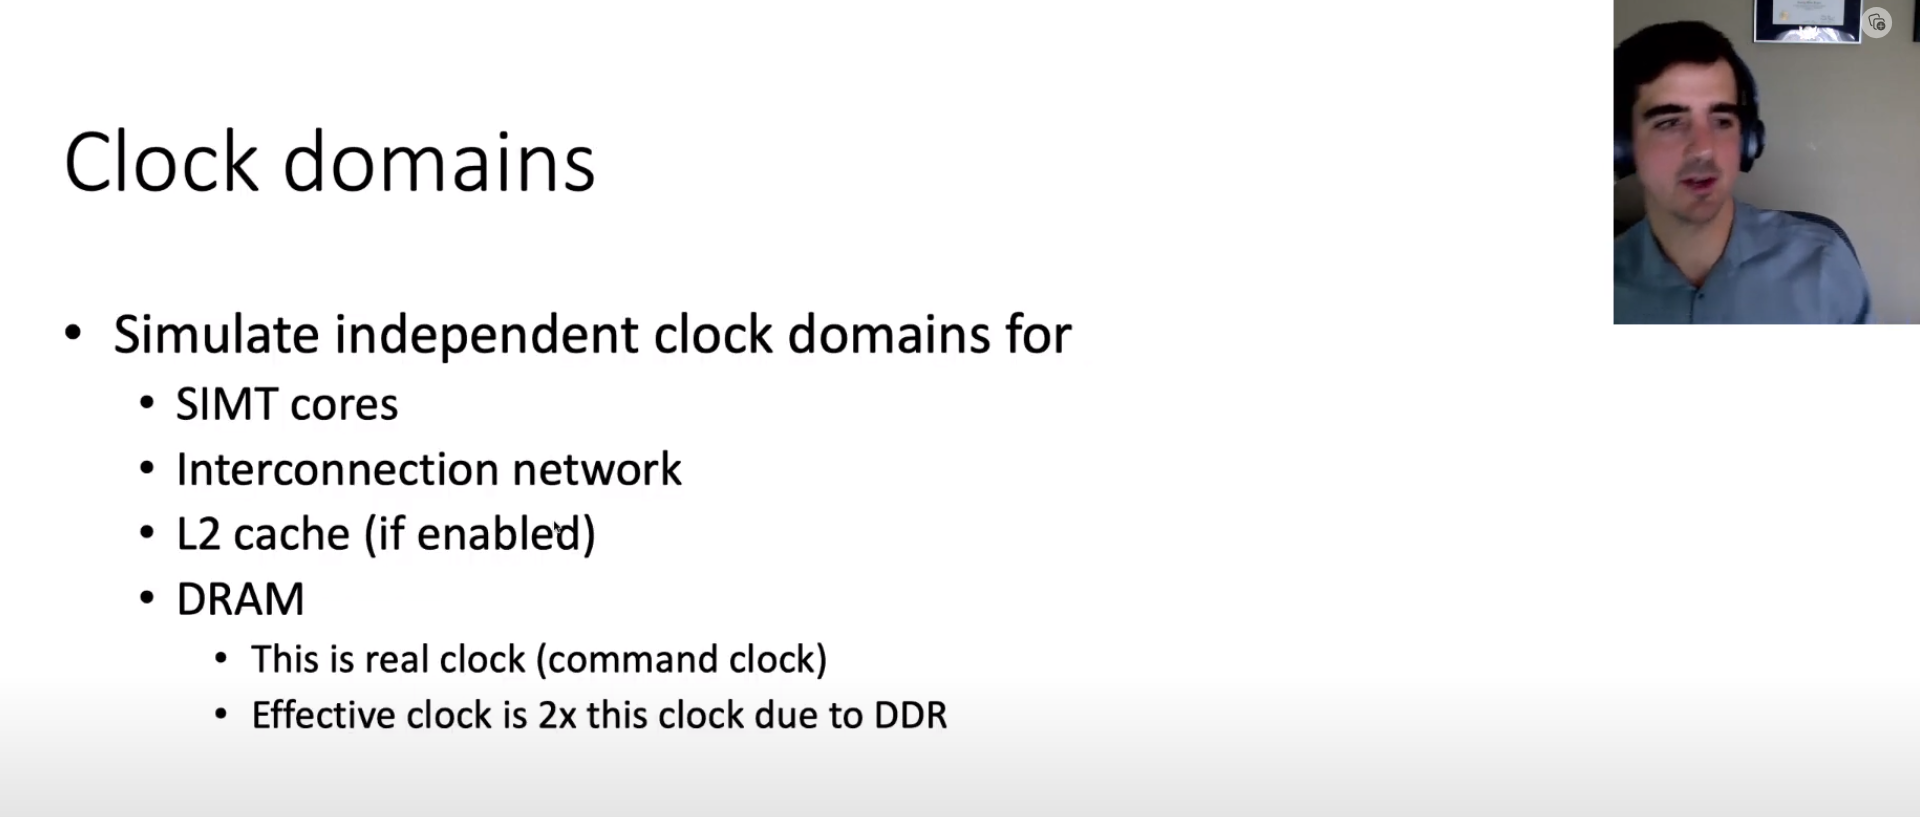 Clock domains
• Simulate independent clock domains for
• SIMT cores
• Interconnection network
• L2 cache (if enabled)
• DRAM
• This is real clock (command clock)
• Effective clock is 2x this clock due to DDR